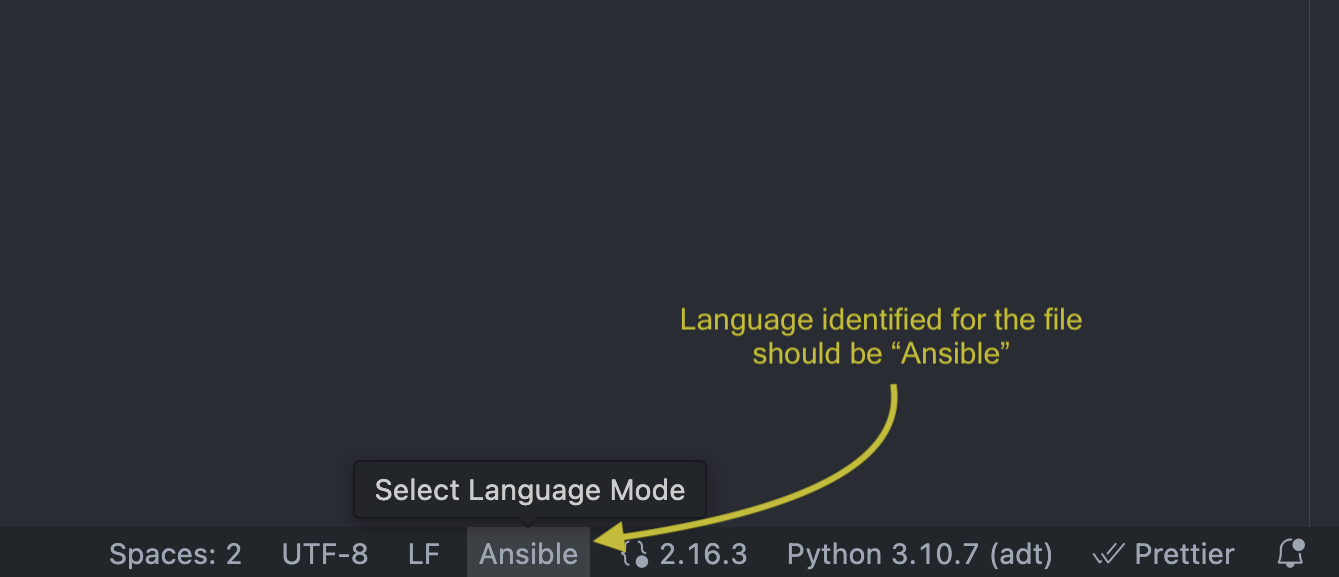 Language identified for the file
should be “Ansible”
Select Language Mode
Spaces: 2 UTF-8 LF Ansible 2.16.3 Python 3.10.7 (adt) Prettier